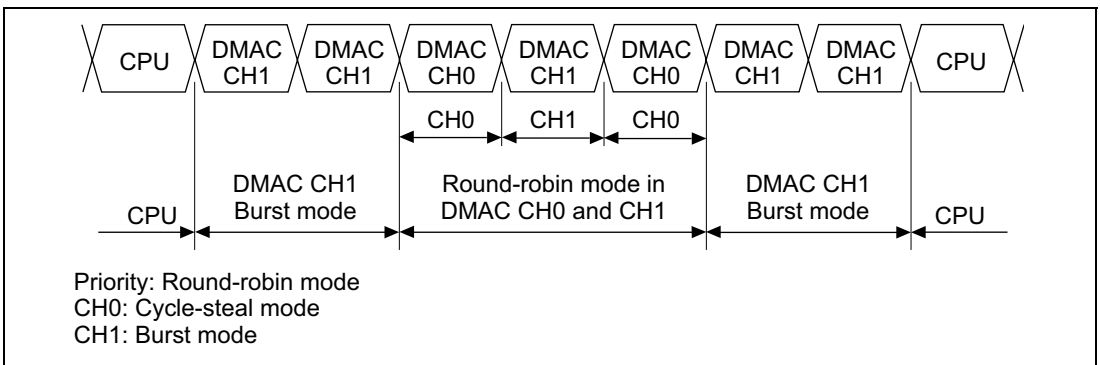 CPU DMAC CH1 DMAC CH1 DMAC CH0 DMAC CH1 DMAC CH0 DMAC CH1 DMAC CH1 CPU
CH0 CH1 CH0
DMAC CH1 Burst mode
Round-robin mode in DMAC CH0 and CH1
DMAC CH1 Burst mode
CPU CPU
Priority: Round-robin mode
CH0: Cycle-steal mode
CH1: Burst mode